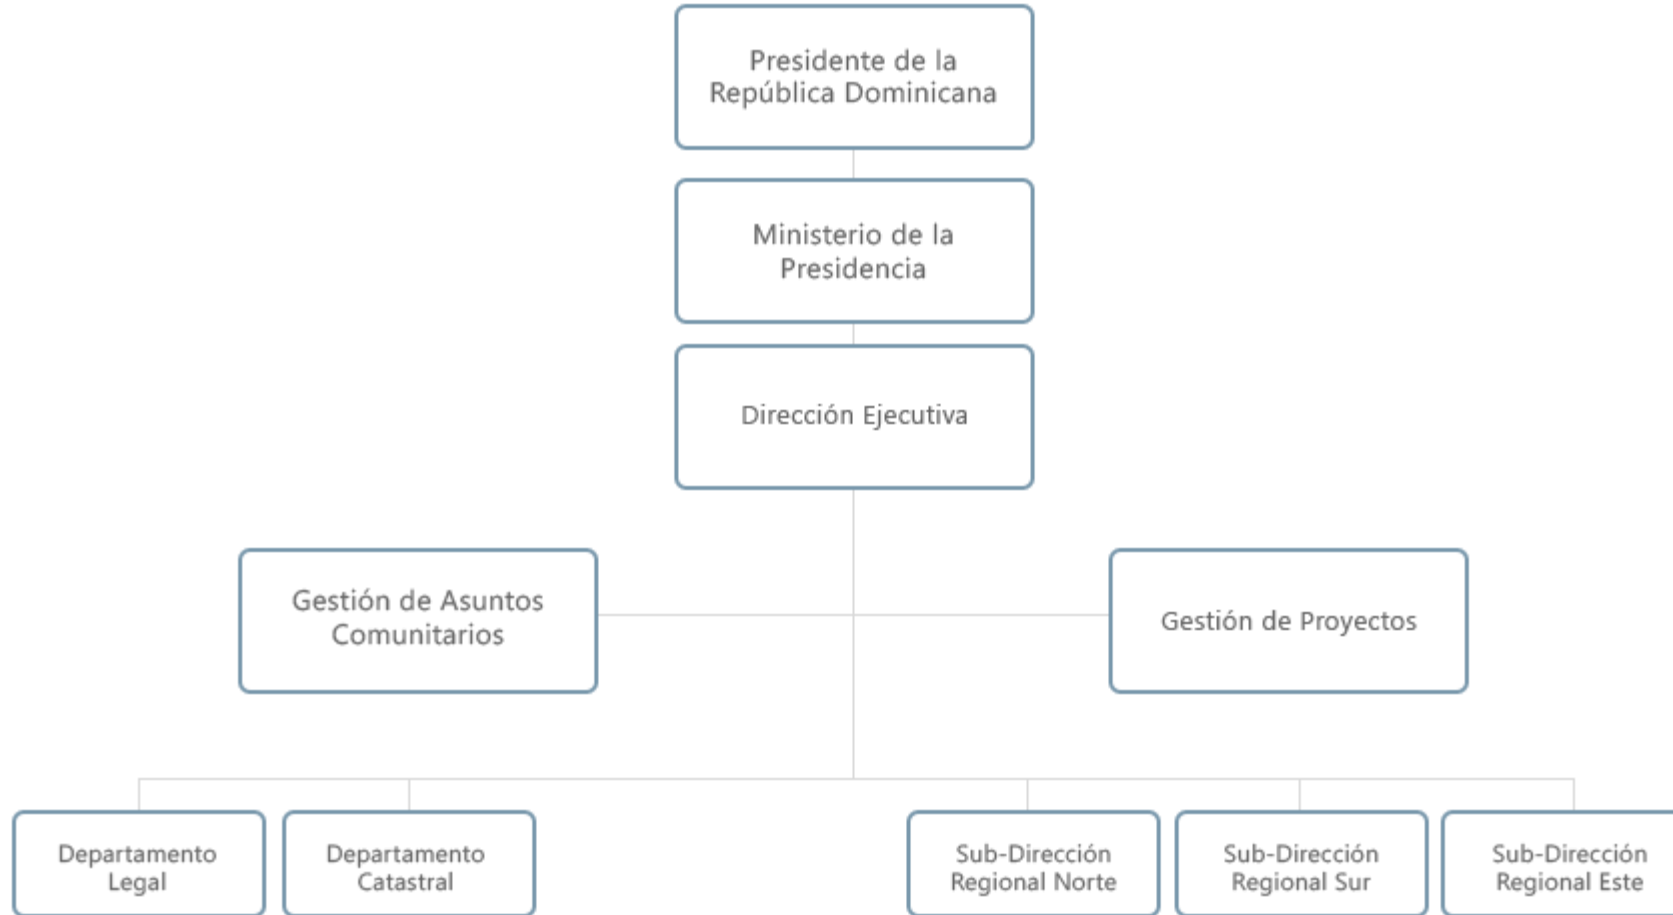 Presidente de la
República Dominicana
Ministerio de la
Presidencia
Dirección Ejecutiva
Gestión de Asuntos
Comunitarios
Gestión de Proyectos
Departamento
Legal
Departamento
Catastral
Sub-Dirección
Regional Norte
Sub-Dirección
Regional Sur
Sub-Dirección
Regional Este